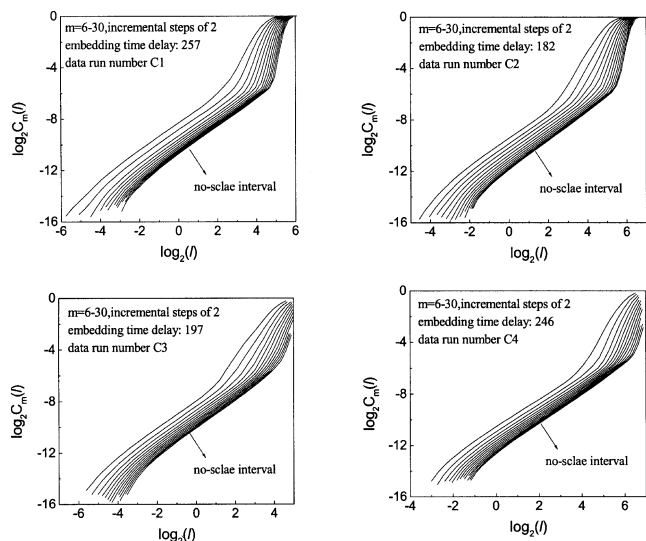 m=6-30,incremental steps of 2
embedding time delay: 257
data run number C1
no-sclae interval
log₂Cₘ(l)
0
-4
-8
-12
-16
-6 -4 -2 0 2 4 6
log₂(l)
m=6-30,incremental steps of 2
embedding time delay: 182
data run number C2
no-sclae interval
log₂Cₘ(l)
0
-4
-8
-12
-16
-4 -2 0 2 4 6
log₂(l)
m=6-30,incremental steps of 2
embedding time delay: 197
data run number C3
no-sclae interval
log₂Cₘ(l)
0
-4
-8
-12
-16
-6 -4 -2 0 2 4
log₂(l)
m=6-30,incremental steps of 2
embedding time delay: 246
data run number C4
no-sclae interval
log₂Cₘ(l)
0
-4
-8
-12
-16
-4 -2 0 2 4 6
log₂(l)